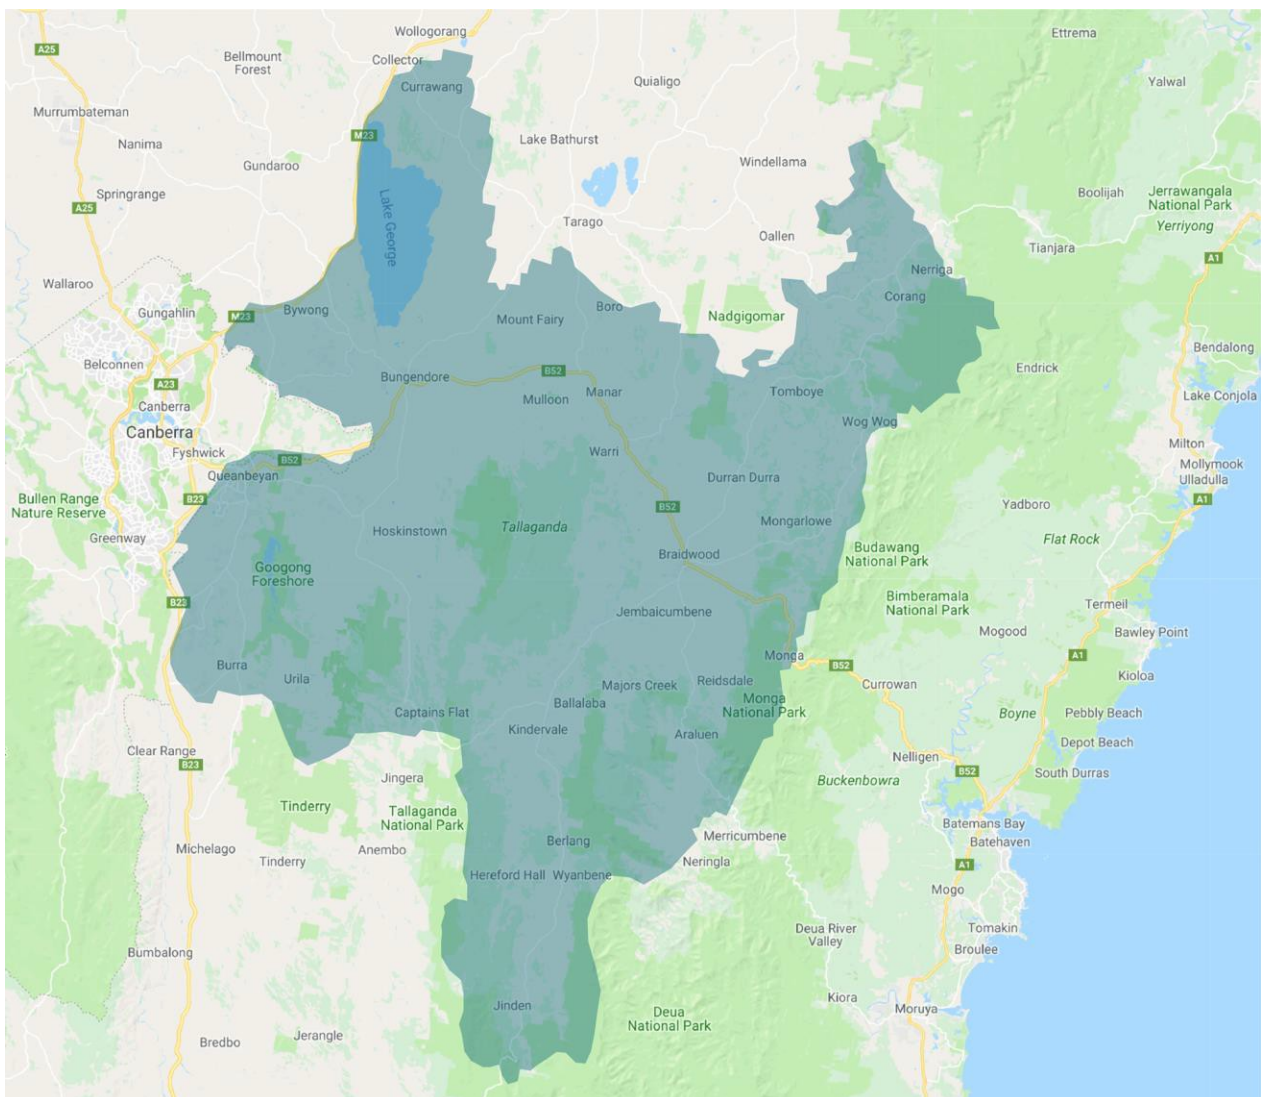 Wollogorang
Ettrema
A25
Bellmount
Forest
Collector
Quialigo
Yalwal
Currawang
Murrumbateman
M23
Lake Bathurst
Nanima
Gundaroo
Windellama
Springrange
Boolijah
Jerrawangala
National Park
A25
Lake George
Tarago
Yerriyong
Oallen
Tianjara
A1
Wallaroo
Nerriga
Corang
Gungahlin
M23
Bywong
Boro
Mount Fairy
Nadgigomar
Bendalong
Belconnen
Endrick
A23
Bungendore
B52
Mulloon
Manar
Tomboye
Lake Conjola
Canberra
Canberra
Wog Wog
Fyshwick
B52
Warri
Milton
Mollymook
Ulladulla
Queanbeyan
Durran Durra
Bullen Range
Nature Reserve
B23
B52
Yadboro
A1
Greenway
Hoskinstown
Tallaganda
Mongarlowe
Flat Rock
Braidwood
Budawang
National Park
Googong
Foreshore
B23
Bimberamala
National Park
Termeil
Jembaicumbene
Mogood
Bawley Point
Burra
Urila
Monga
B52
A1
Kioloa
Majors Creek
Reidsdale
Currowan
Captains Flat
Ballalaba
Monga
National Park
Boyne
Pebbly Beach
Kindervale
Araluen
Depot Beach
Clear Range
B23
Nelligen
B52
South Durras
Jingera
Buckenbowra
Tinderry
Tallaganda
National Park
Batemans Bay
Merricumbene
Batehaven
Michelago
Anembo
Berlang
Tinderry
Neringla
A1
Hereford Hall
Wyanbene
Mogo
Deua River
Valley
Tomakin
Bumbalong
Broulee
Kiora
Jinden
Moruya
Deua
National Park
Bredbo
Jerangle